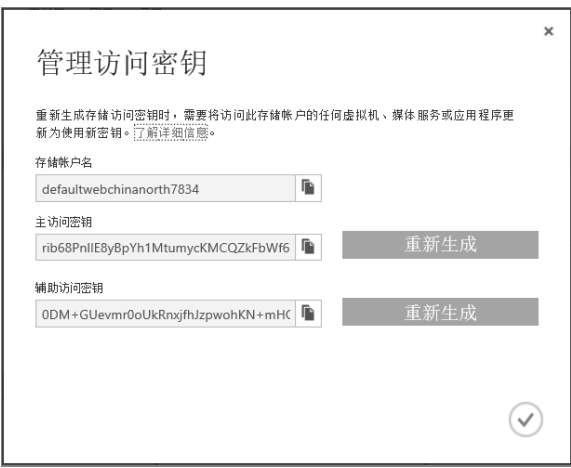 管理访问密钥
重新生成存储访问密钥时，需要将访问此存储帐户的任何虚拟机、媒体服务或应用程序更
新为使用新密钥。了解详细信息。
存储帐户名
defaultwebchinanorth7834
主访问密钥
rib68PnIIE8yBpYh1MtumycKMCQZkFbWf6
重新生成
辅助访问密钥
0DM+GUevmr0oUkRnxjfhJzpwohKN+mH(
重新生成